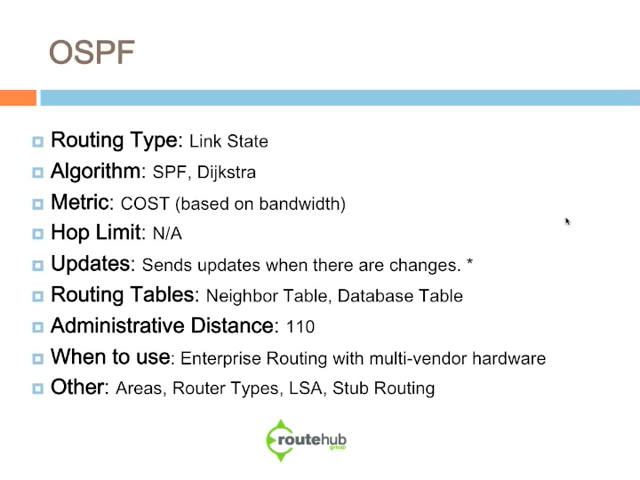 OSPF
Routing Type: Link State
Algorithm: SPF, Dijkstra
Metric: COST (based on bandwidth)
Hop Limit: N/A
Updates: Sends updates when there are changes. *
Routing Tables: Neighbor Table, Database Table
Administrative Distance: 110
When to use: Enterprise Routing with multi-vendor hardware
Other: Areas, Router Types, LSA, Stub Routing
routehub
group